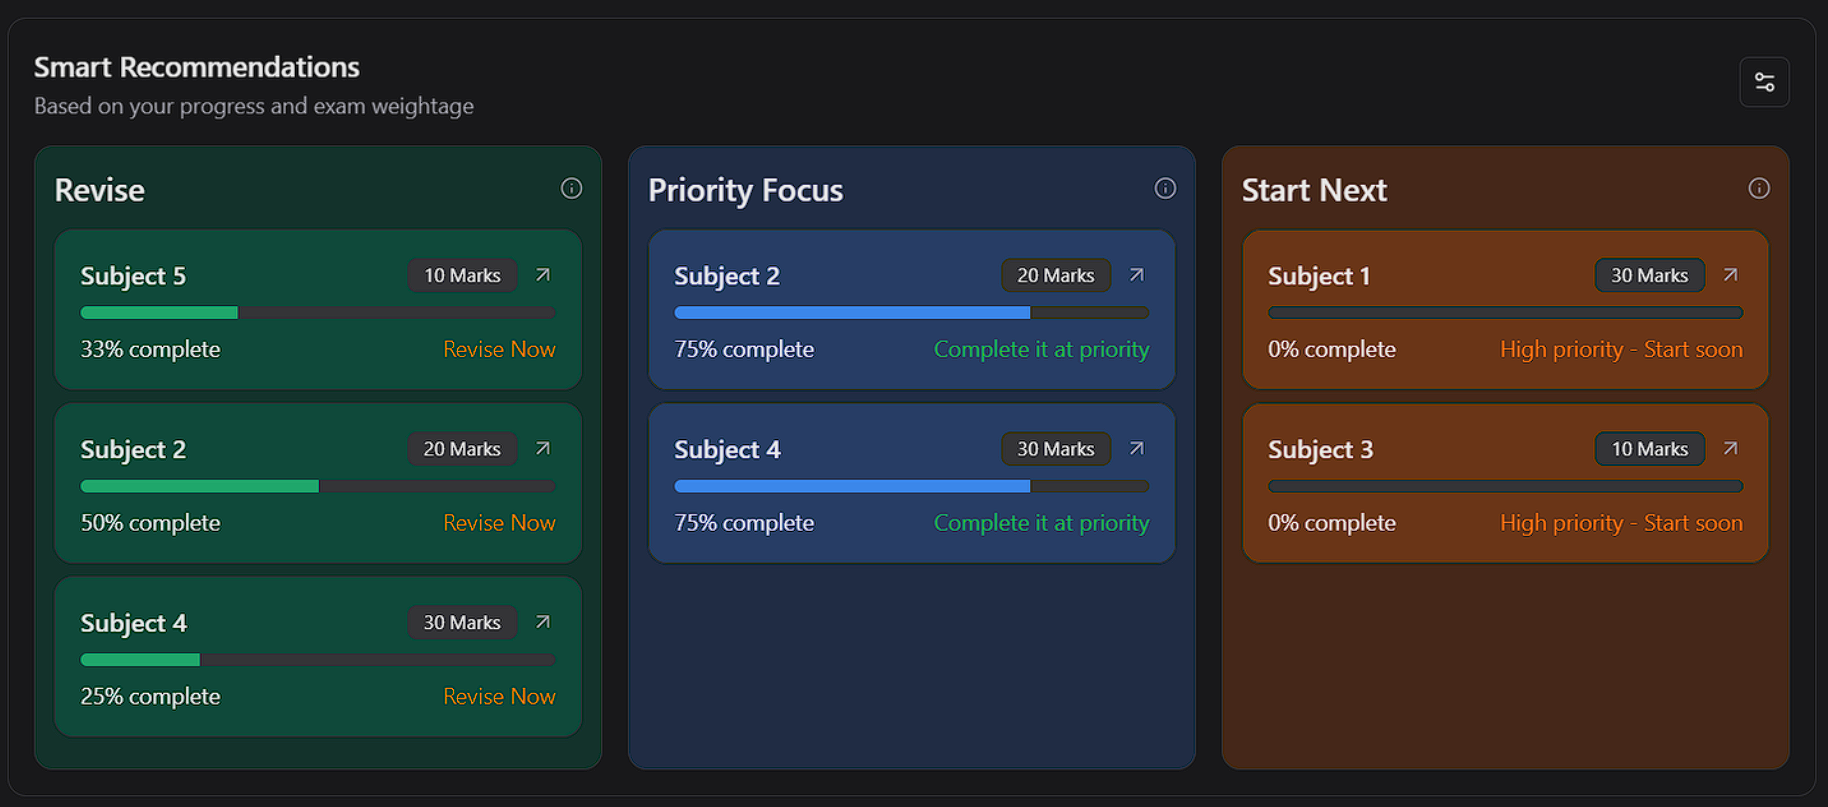 Smart Recommendations
Based on your progress and exam weightage
Revise
Subject 5 10 Marks
33% complete Revise Now
Subject 2 20 Marks
50% complete Revise Now
Subject 4 30 Marks
25% complete Revise Now
Priority Focus
Subject 2 20 Marks
75% complete Complete it at priority
Subject 4 30 Marks
75% complete Complete it at priority
Start Next
Subject 1 30 Marks
0% complete High priority - Start soon
Subject 3 10 Marks
0% complete High priority - Start soon